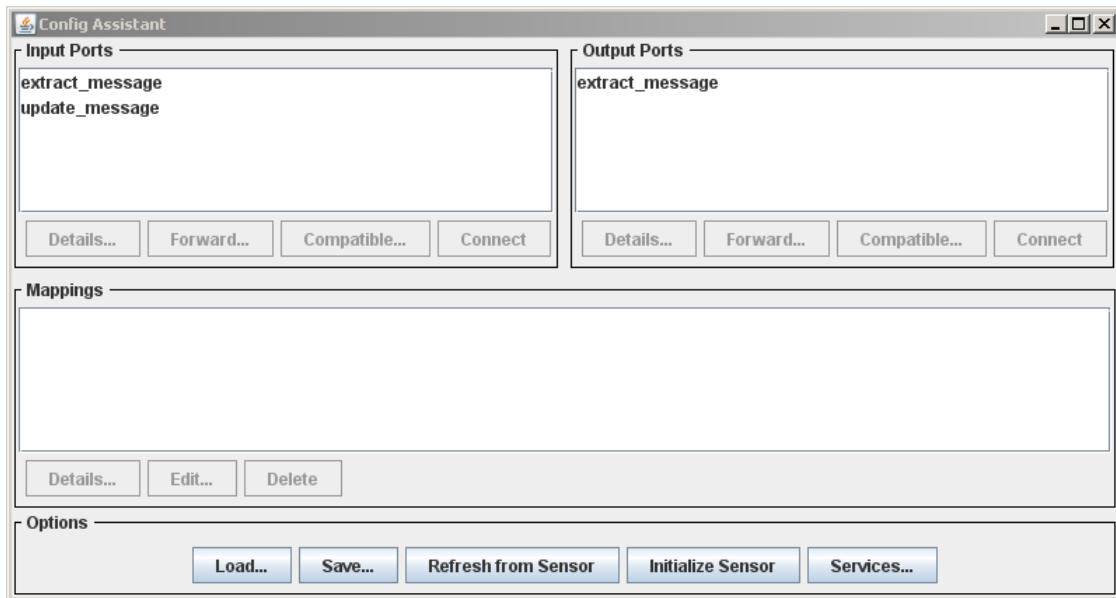 Config Assistant
Input Ports
extract_message
update_message
Details... Forward... Compatible... Connect
Output Ports
extract_message
Details... Forward... Compatible... Connect
Mappings
Details... Edit... Delete
Options
Load... Save... Refresh from Sensor Initialize Sensor Services...